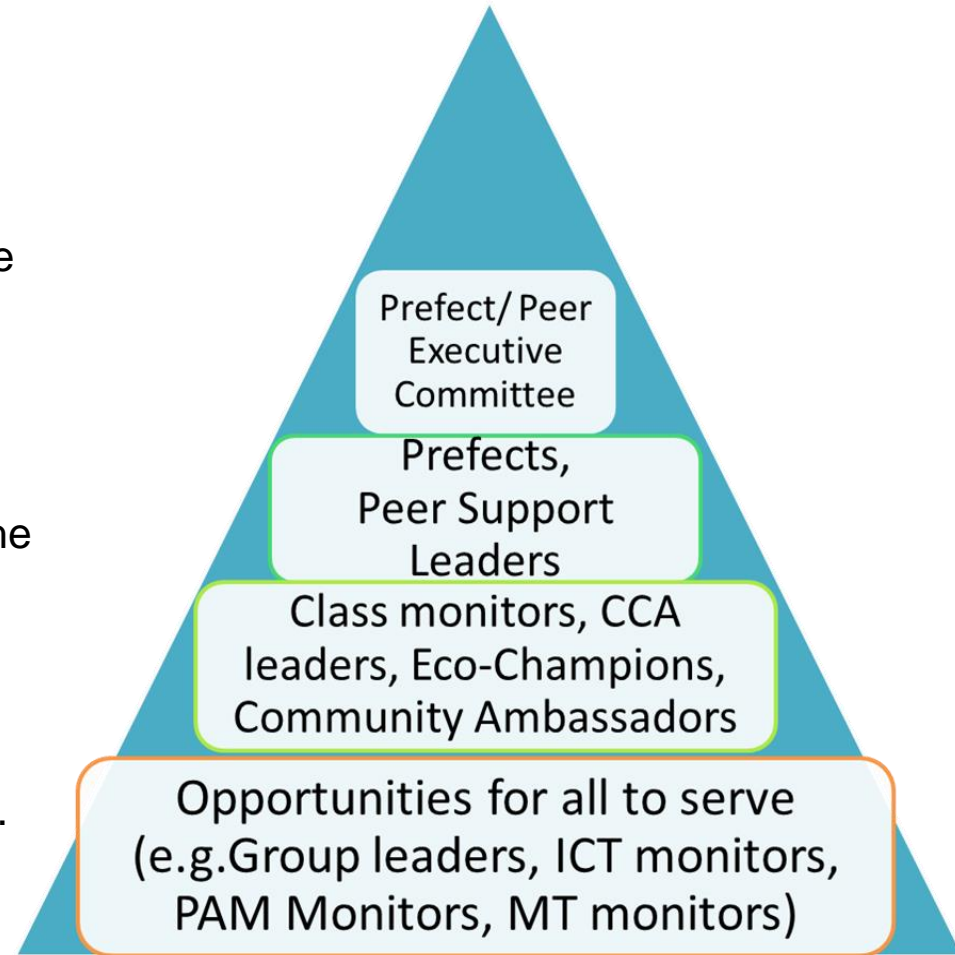 e
Prefect/ Peer
Executive
Committee
Prefects,
Peer Support
Leaders
ne
Class monitors, CCA
leaders, Eco-Champions,
Community Ambassadors
Opportunities for all to serve
.
(e.g.Group leaders, ICT monitors,
PAM Monitors, MT monitors)